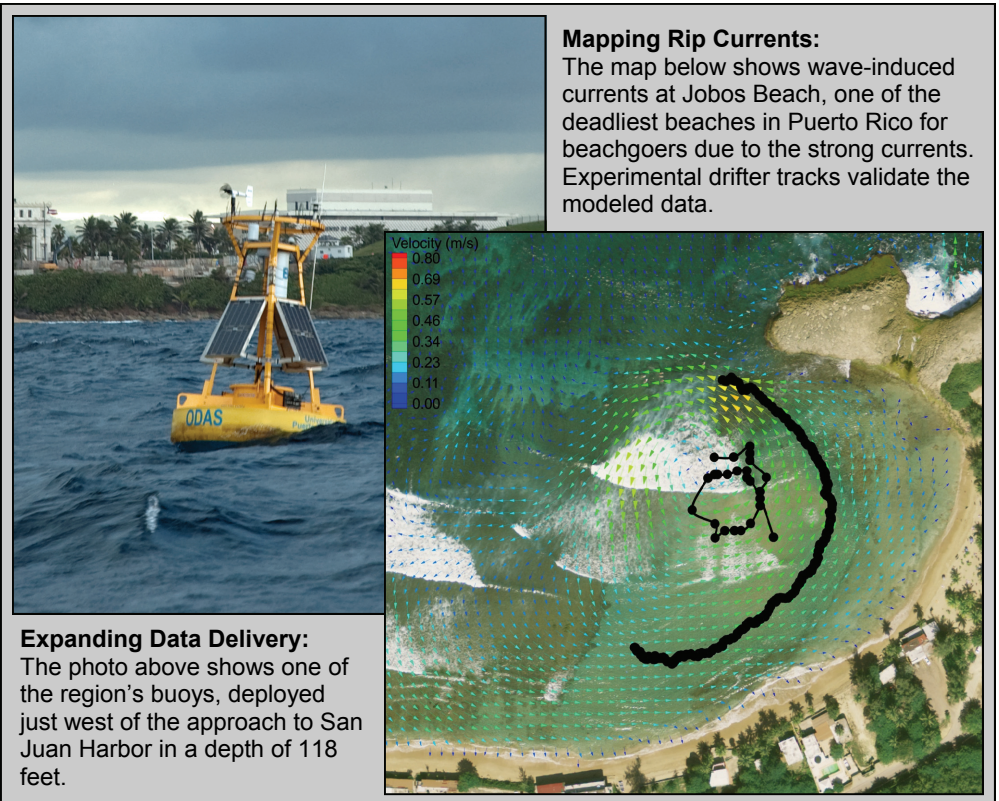 Mapping Rip Currents:
The map below shows wave-induced
currents at Jobos Beach, one of the
deadliest beaches in Puerto Rico for
beachgoers due to the strong currents.
Experimental drifter tracks validate the
modeled data.
Velocity (m/s)
0.80
0.69
0.57
0.46
0.34
0.23
0.11
0.00
ODAS
Expanding Data Delivery:
The photo above shows one of
the region's buoys, deployed
just west of the approach to San
Juan Harbor in a depth of 118
feet.